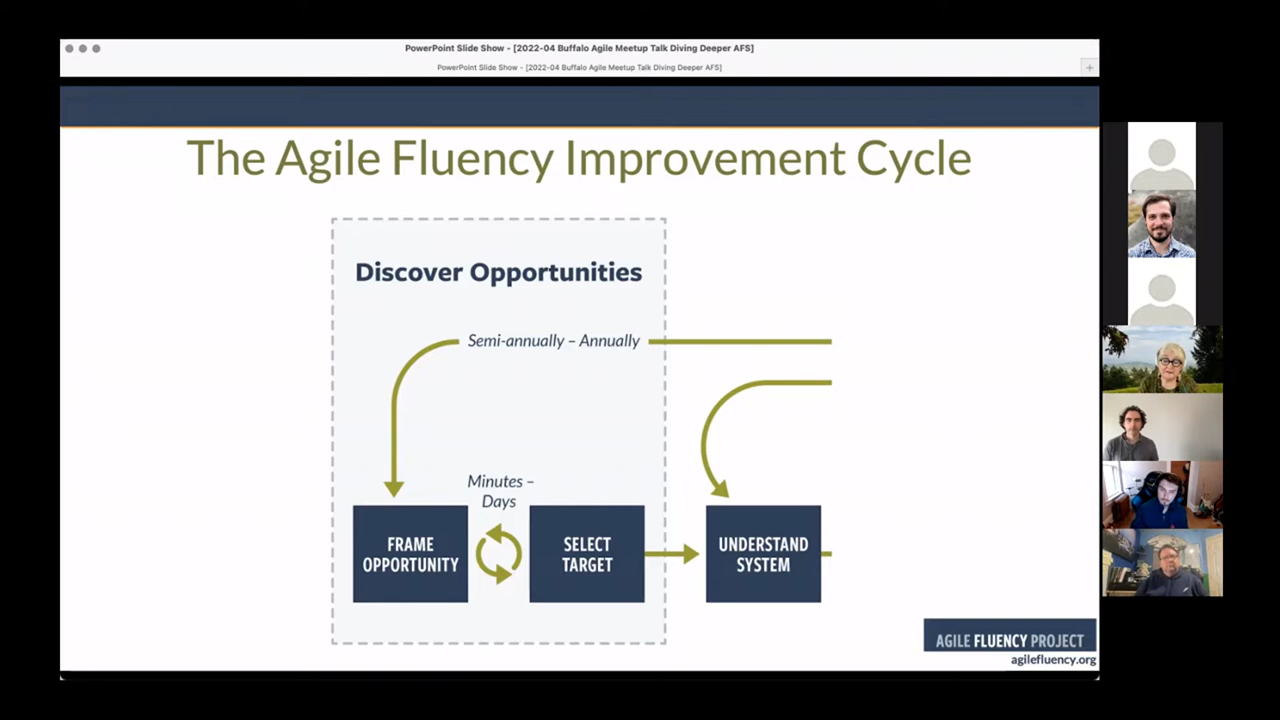 PowerPoint Slide Show - [2022-04 Buffalo Agile Meetup Talk Diving Deeper AFS]
PowerPoint Slide Show - [2022-04 Buffalo Agile Meetup Talk Diving Deeper AFS]
The Agile Fluency Improvement Cycle
Discover Opportunities
Semi-annually – Annually
Minutes –
Days
FRAME
OPPORTUNITY
SELECT
TARGET
UNDERSTAND
SYSTEM
AGILE FLUENCY PROJECT
agilefluency.org